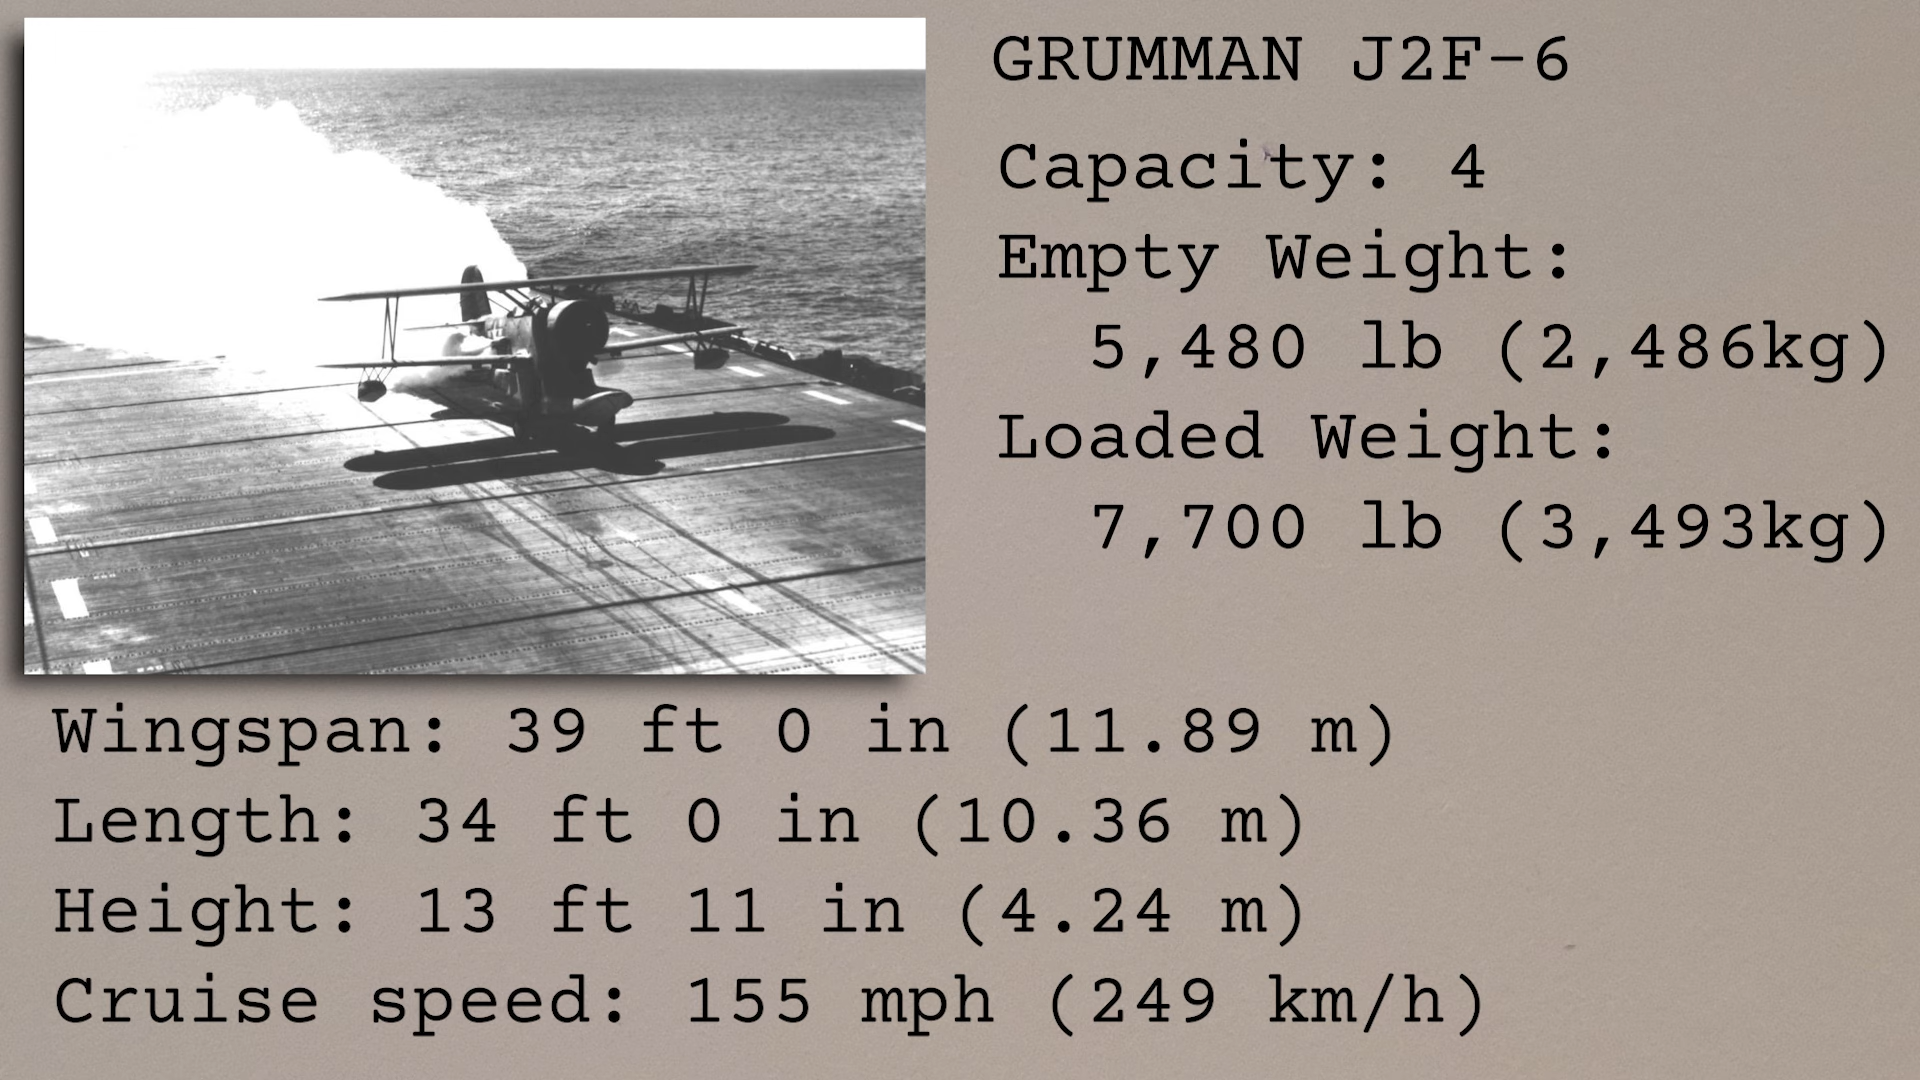 GRUMMAN J2F-6
Capacity: 4
Empty Weight:
5,480 lb (2,486kg)
Loaded Weight:
7,700 lb (3,493kg)
Wingspan: 39 ft 0 in (11.89 m)
Length: 34 ft 0 in (10.36 m)
Height: 13 ft 11 in (4.24 m)
Cruise speed: 155 mph (249 km/h)